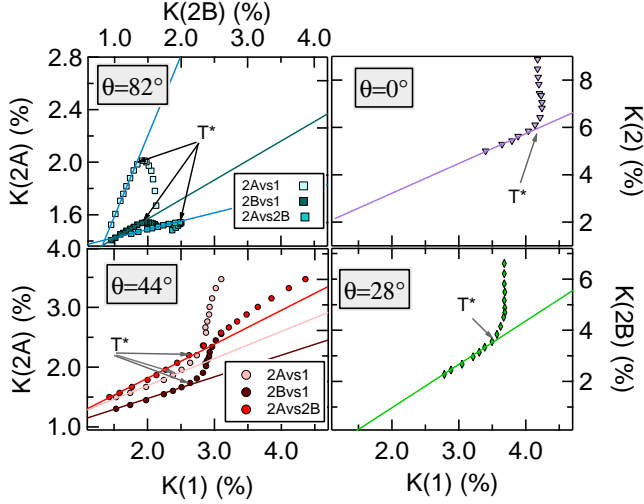 K(2B) (%)
1.0 2.0 3.0 4.0
2.8
2.4
2.0
1.6
4.0
K(2A) (%)
θ=82°
T*
2Avs1
2Bvs1
2Avs2B
θ=0°
T*
8
6
4
2
K(2) (%)
θ=44°
T*
2Avs1
2Bvs1
2Avs2B
3.0
2.0
1.0
K(2A) (%)
2.0 3.0 4.0
K(1) (%)
θ=28°
T*
6
4
2
K(2B) (%)
2.0 3.0 4.0
K(1) (%)